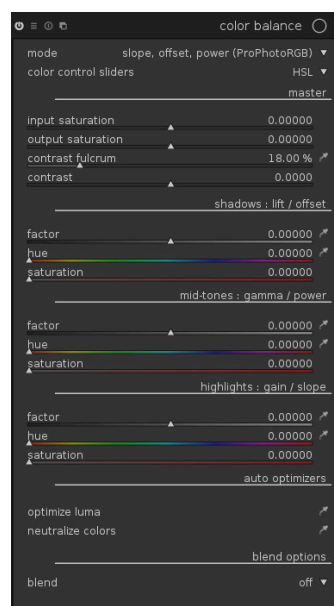 color balance
mode slope, offset, power (ProPhotoRGB)
color control sliders HSL
master
input saturation 0.00000
output saturation 0.00000
contrast fulcrum 18.00 %
contrast 0.0000
shadows : lift / offset
factor 0.00000
hue 0.00000
saturation 0.00000
mid-tones : gamma / power
factor 0.00000
hue 0.00000
saturation 0.00000
highlights : gain / slope
factor 0.00000
hue 0.00000
saturation 0.00000
auto optimizers
optimize luma
neutralize colors
blend options
blend off